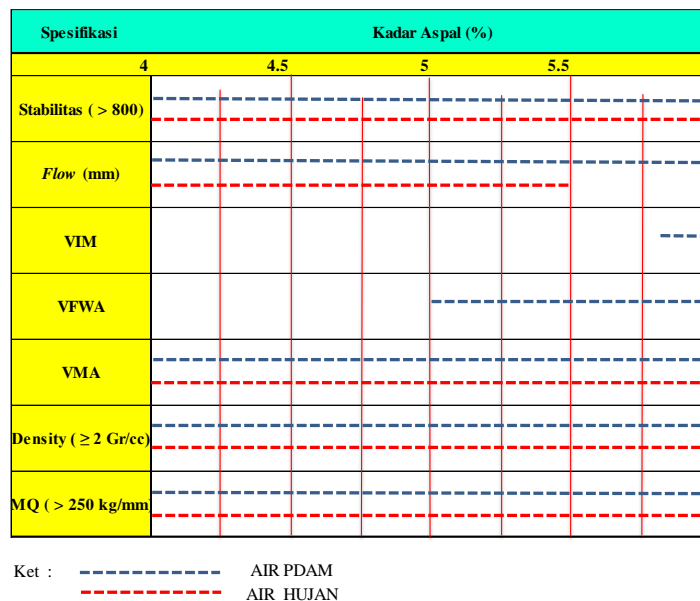 Spesifikasi Kadar Aspal (%)
4 4.5 5 5.5
Stabilitas ( > 800)
Flow (mm)
VIM
VFWA
VMA
Density ( ≥ 2 Gr/cc)
MQ ( > 250 kg/mm)
Ket : AIR PDAM
AIR HUJAN